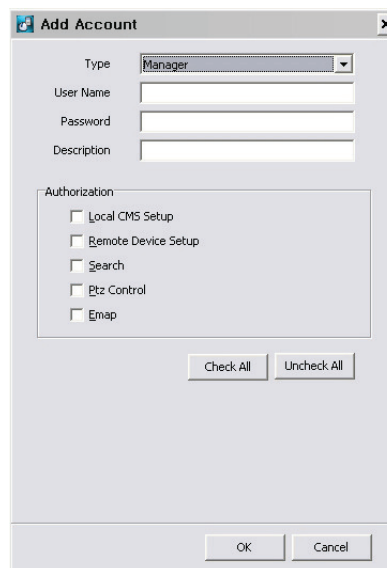 Add Account
Type Manager
User Name
Password
Description
Authorization
Local CMS Setup
Remote Device Setup
Search
Ptz Control
Emap
Check All Uncheck All
OK Cancel